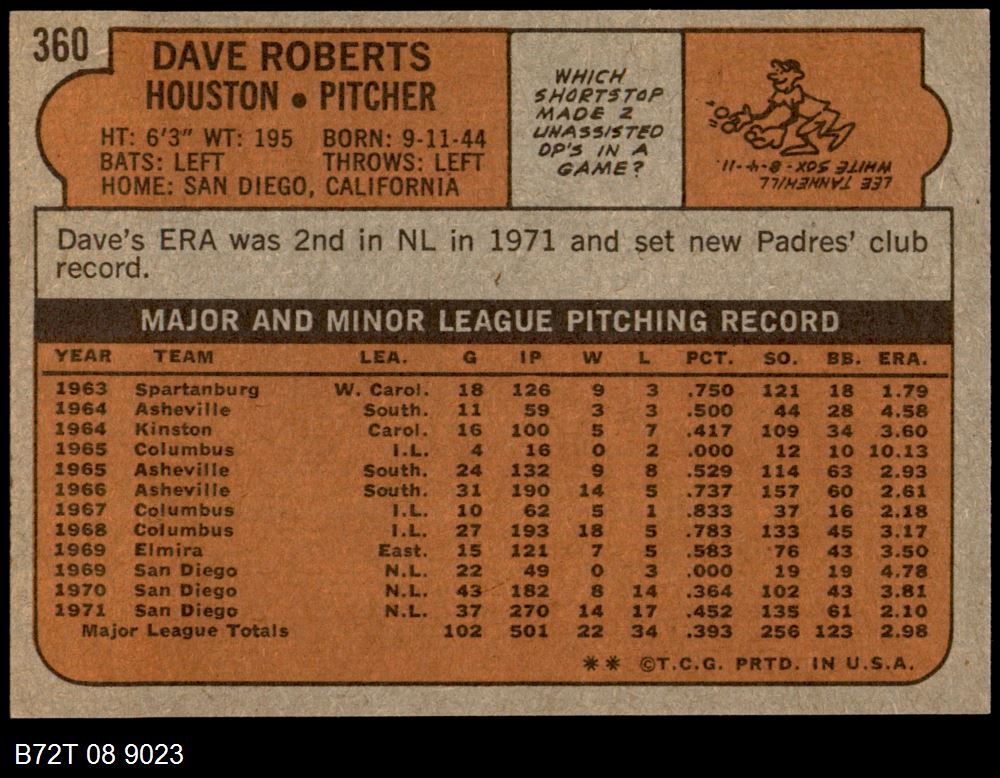 360
DAVE ROBERTS
HOUSTON • PITCHER
HT: 6'3" WT: 195 BORN: 9-11-44
BATS: LEFT THROWS: LEFT
HOME: SAN DIEGO, CALIFORNIA
WHICH
SHORTSTOP
MADE 2
UNASSISTED
DP'S IN A
GAME?
LEE TANNEHILL
WHITE SOX - 8-4-11.
Dave's ERA was 2nd in NL in 1971 and set new Padres' club
record.
MAJOR AND MINOR LEAGUE PITCHING RECORD
YEAR TEAM LEA. G IP W L PCT. SO. BB. ERA.
1963 Spartanburg W. Carol. 18 126 9 3 .750 121 18 1.79
1964 Asheville South. 11 59 3 3 .500 44 28 4.58
1964 Kinston Carol. 16 100 5 7 .417 109 34 3.60
1965 Columbus I.L. 4 16 0 2 .000 12 10 10.13
1965 Asheville South. 24 132 9 8 .529 114 63 2.93
1966 Asheville South. 31 190 14 5 .737 157 60 2.61
1967 Columbus I.L. 10 62 5 1 .833 37 16 2.18
1968 Columbus I.L. 27 193 18 5 .783 133 45 3.17
1969 Elmira East. 15 121 7 5 .583 76 43 3.50
1969 San Diego N.L. 22 49 0 3 .000 19 19 4.78
1970 San Diego N.L. 43 182 8 14 .364 102 43 3.81
1971 San Diego N.L. 37 270 14 17 .452 135 61 2.10
Major League Totals 102 501 22 34 .393 256 123 2.98
** ©T.C.G. PRTD. IN U.S.A.
B72T 08 9023